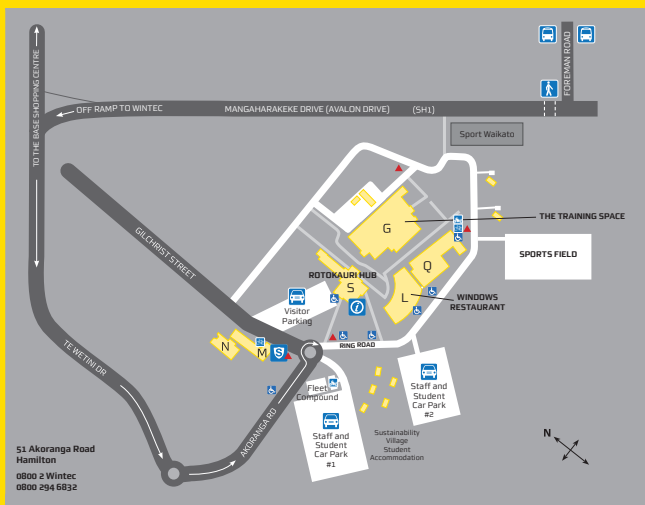 FOREMAN ROAD
TO THE BASE SHOPPING CENTRE
OFF RAMP TO WINTEC
MANGAHARAKEKE DRIVE (AVALON DRIVE)
(SH1)
Sport Waikato
GILCHRIST STREET
G
THE TRAINING SPACE
Q
SPORTS FIELD
ROTOKAURI HUB
S
L
WINDOWS
RESTAURANT
i
Visitor
Parking
N
M
S
RING ROAD
TE WETINI DR
AKORANGA RD
Fleet
Compound
Staff and
Student
Car Park
#1
Staff and
Student
Car Park
#2
Sustainability
Village
Student
Accommodation
N
51 Akoranga Road
Hamilton
0800 2 Wintec
0800 294 6832